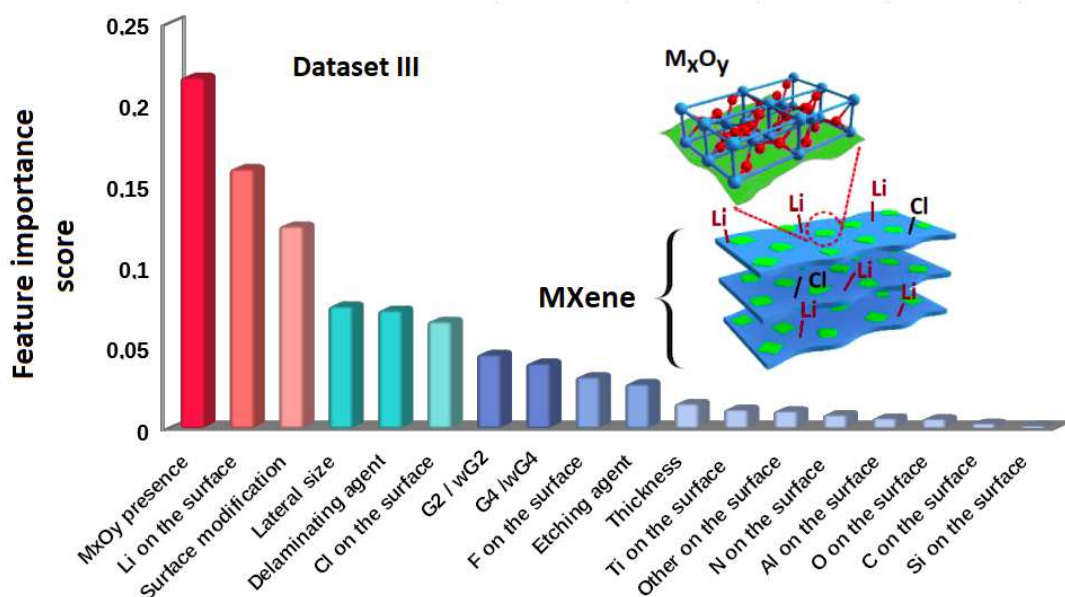 Feature importance
score
0.25
0.2
0.15
0.1
0.05
0
Dataset III
MxOy
Li
Li
Li
Cl
MXene
Cl
Li
Li
Li
MxOy presence
Li on the surface
Surface modification
Lateral size
Delaminating agent
Cl on the surface
G2 / wG2
G4 /wG4
F on the surface
Etching agent
Thickness
Ti on the surface
Other on the surface
N on the surface
Al on the surface
O on the surface
C on the surface
Si on the surface